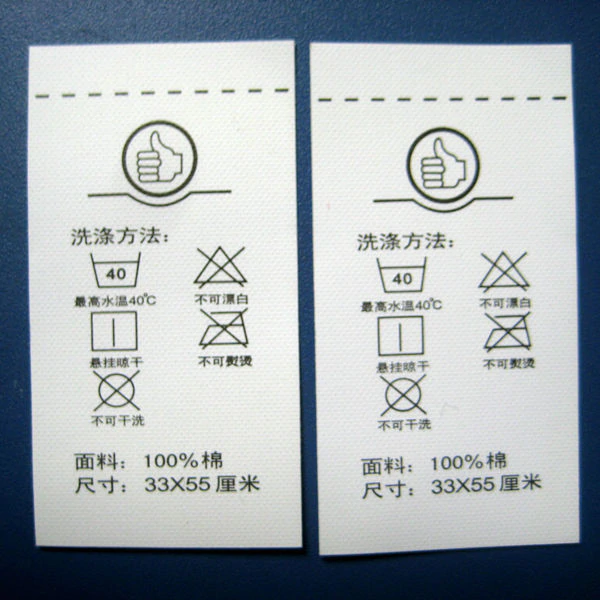 洗涤方法：
40
最高水温40℃ 不可漂白
悬挂晾干 不可熨烫
不可干洗
面料：100%棉
尺寸：33X55厘米
洗涤方法：
40
最高水温40℃ 不可漂白
悬挂晾干 不可熨烫
不可干洗
面料：100%棉
尺寸：33X55厘米